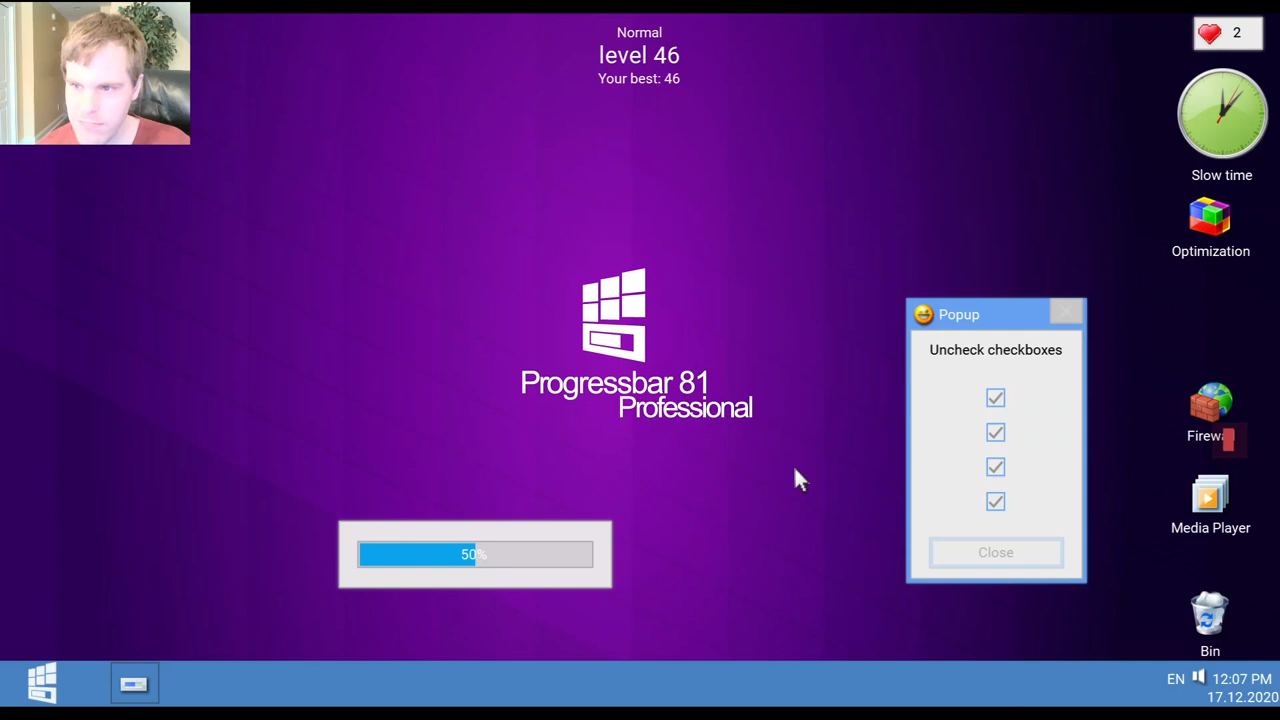 Normal
level 46
Your best: 46
2
Slow time
Optimization
Popup
Uncheck checkboxes
Progressbar 81
Professional
Firewall
Media Player
50%
Close
Bin
EN 12:07 PM
17.12.2020